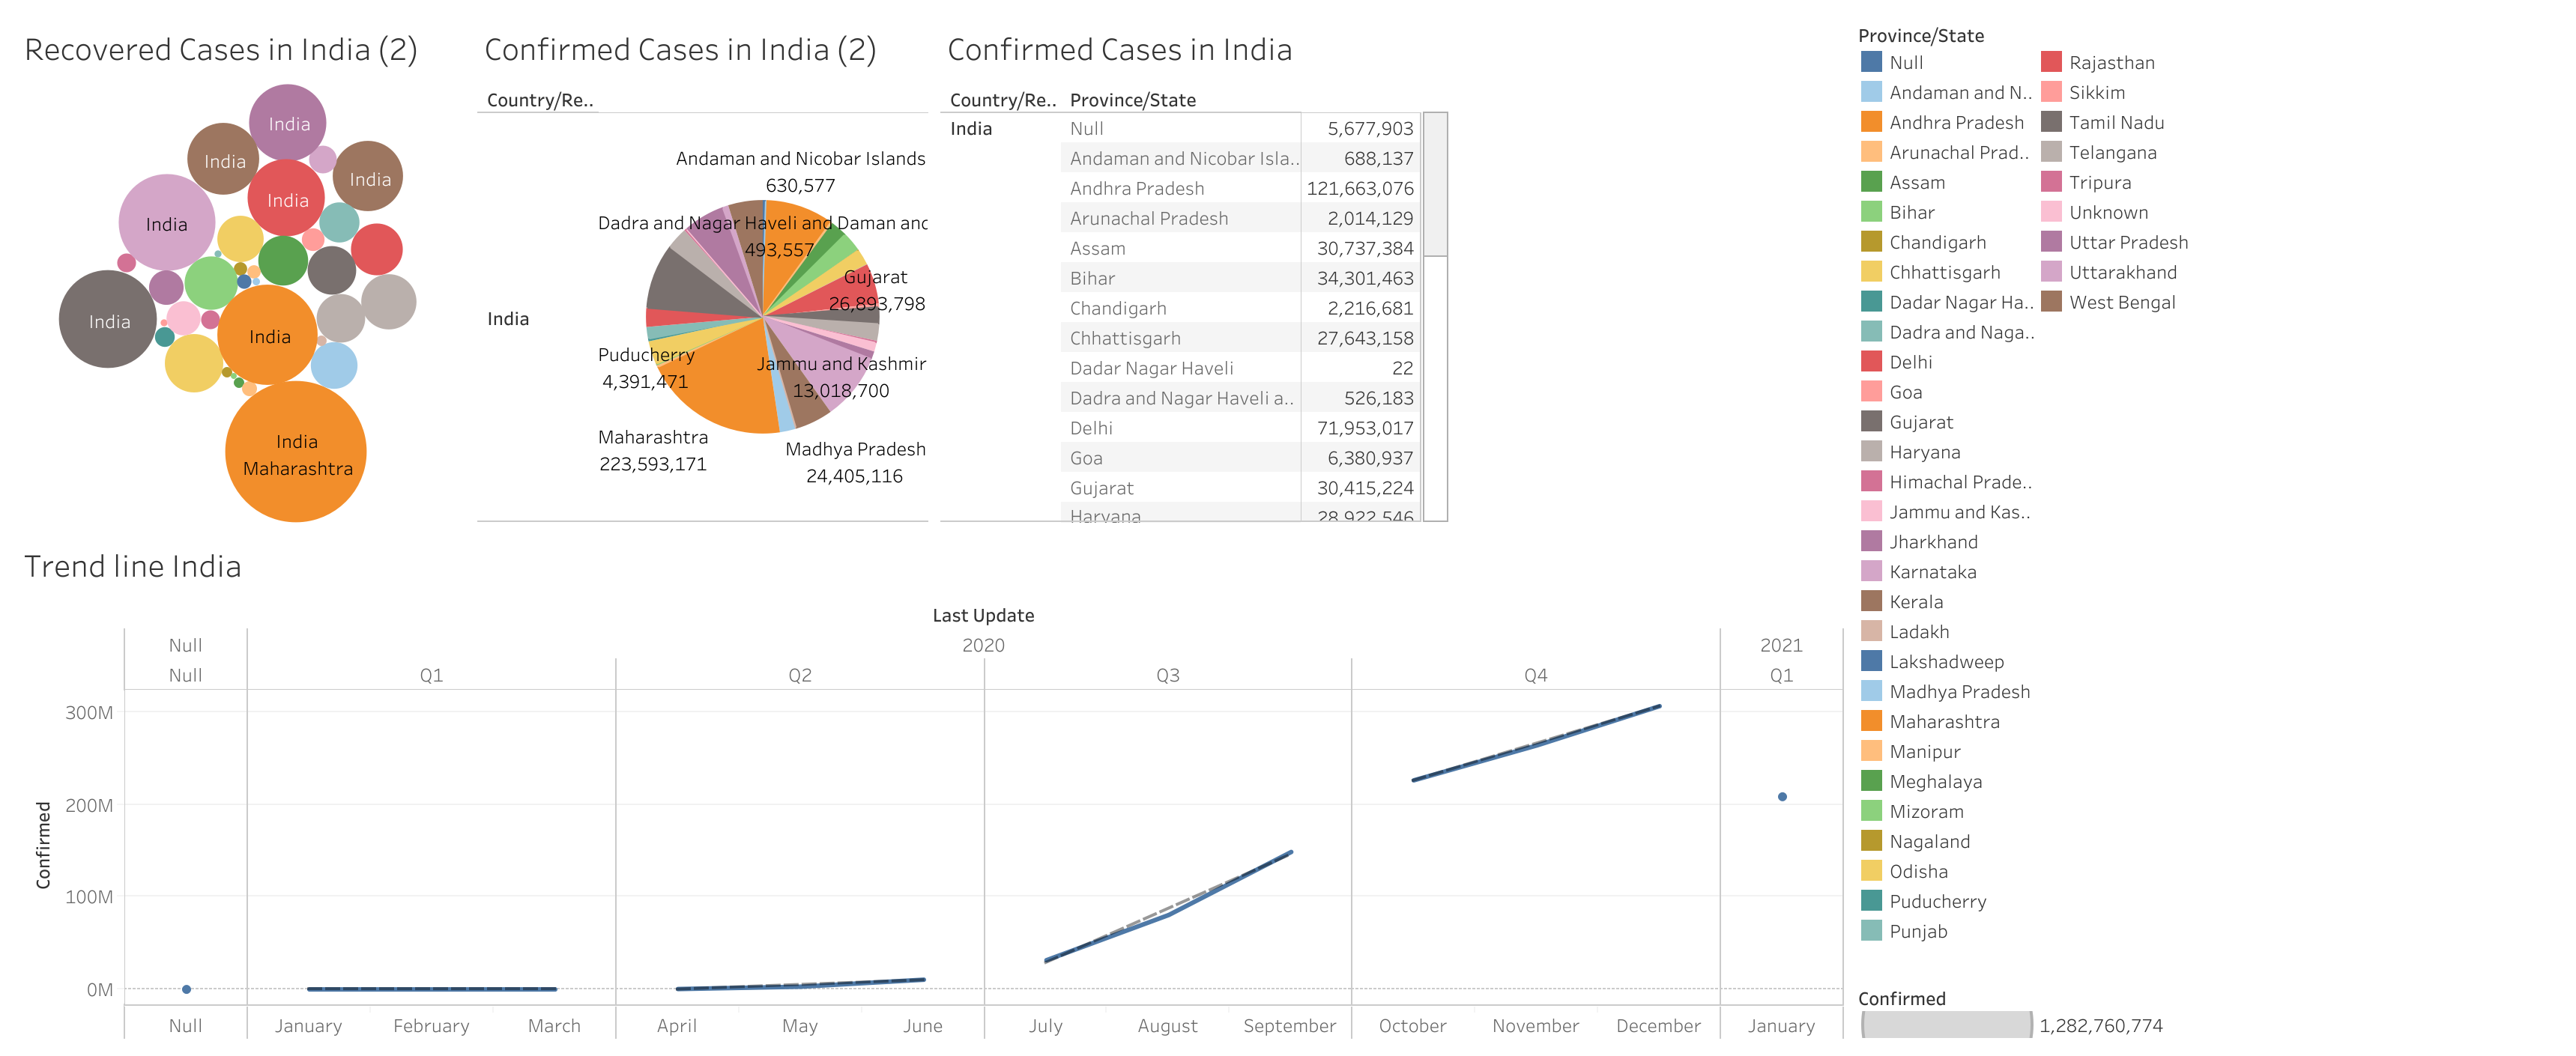 Recovered Cases in India (2)
India
India
India
India
India
India
India
India
Maharashtra
Confirmed Cases in India (2)
Country/Re..
India
Andaman and Nicobar Islands
630,577
Dadra and Nagar Haveli and Daman and
493,557
Gujarat
26,893,798
Puducherry
4,391,471
Jammu and Kashmir
13,018,700
Maharashtra
223,593,171
Madhya Pradesh
24,405,116
Confirmed Cases in India
Country/Re.. Province/State
India Null 5,677,903
Andaman and Nicobar Isla.. 688,137
Andhra Pradesh 121,663,076
Arunachal Pradesh 2,014,129
Assam 30,737,384
Bihar 34,301,463
Chandigarh 2,216,681
Chhattisgarh 27,643,158
Dadar Nagar Haveli 22
Dadra and Nagar Haveli a.. 526,183
Delhi 71,953,017
Goa 6,380,937
Gujarat 30,415,224
Haryana 28,922,546
Trend line India
Last Update
Null 2020 2021
Null Q1 Q2 Q3 Q4 Q1
Confirmed
300M
200M
100M
0M
Null January February March April May June July August September October November December January
Province/State
Null
Andaman and N..
Andhra Pradesh
Arunachal Prad..
Assam
Bihar
Chandigarh
Chhattisgarh
Dadar Nagar Ha..
Dadra and Naga..
Delhi
Goa
Gujarat
Haryana
Himachal Prade..
Jammu and Kas..
Jharkhand
Karnataka
Kerala
Ladakh
Lakshadweep
Madhya Pradesh
Maharashtra
Manipur
Meghalaya
Mizoram
Nagaland
Odisha
Puducherry
Punjab
Rajasthan
Sikkim
Tamil Nadu
Telangana
Tripura
Unknown
Uttar Pradesh
Uttarakhand
West Bengal
Confirmed
1,282,760,774